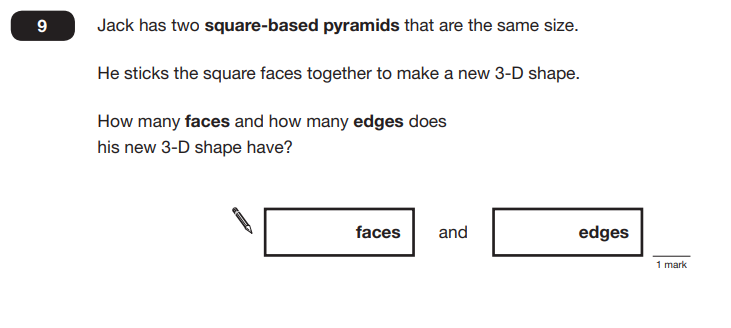 9
Jack has two square-based pyramids that are the same size.
He sticks the square faces together to make a new 3-D shape.
How many faces and how many edges does
his new 3-D shape have?
faces and edges
1 mark